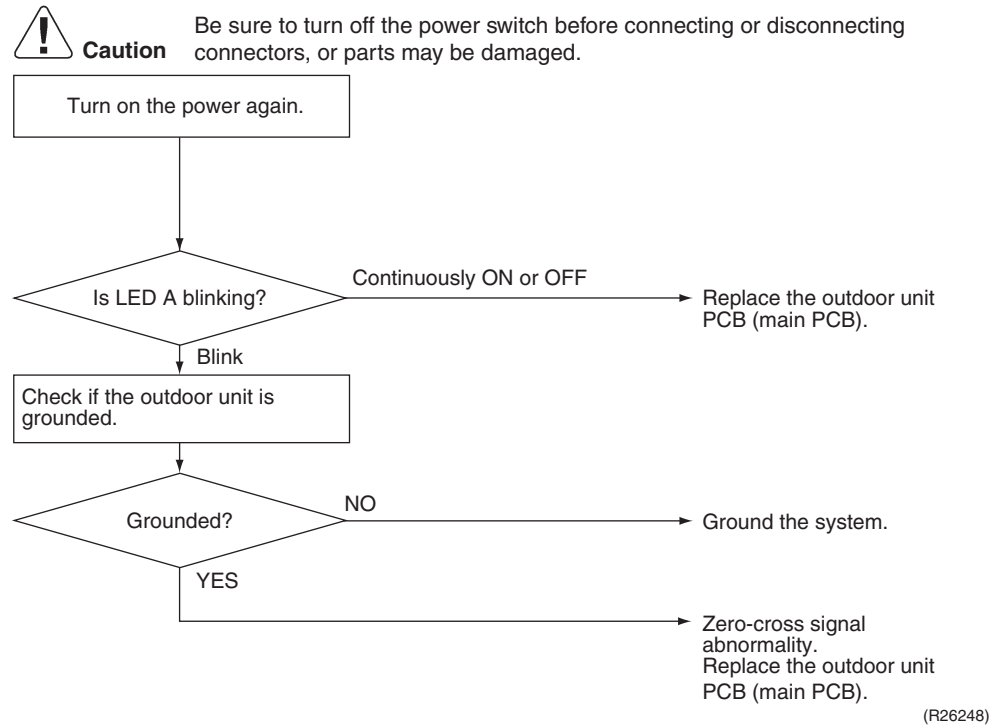 Be sure to turn off the power switch before connecting or disconnecting
Caution connectors, or parts may be damaged.
Turn on the power again.
Is LED A blinking?
Continuously ON or OFF
Replace the outdoor unit
PCB (main PCB).
Blink
Check if the outdoor unit is
grounded.
Grounded?
NO
Ground the system.
YES
Zero-cross signal
abnormality.
Replace the outdoor unit
PCB (main PCB).
(R26248)